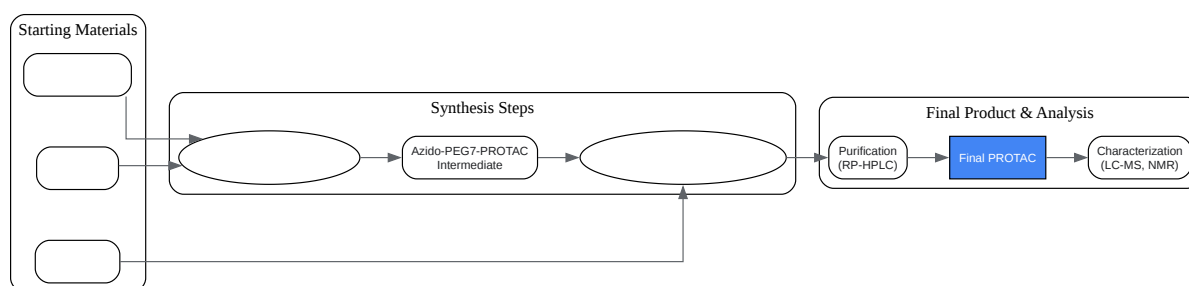 Starting Materials
Synthesis Steps
Azido-PEG7-PROTAC
Intermediate
Final Product & Analysis
Purification
(RP-HPLC)
Final PROTAC
Characterization
(LC-MS, NMR)